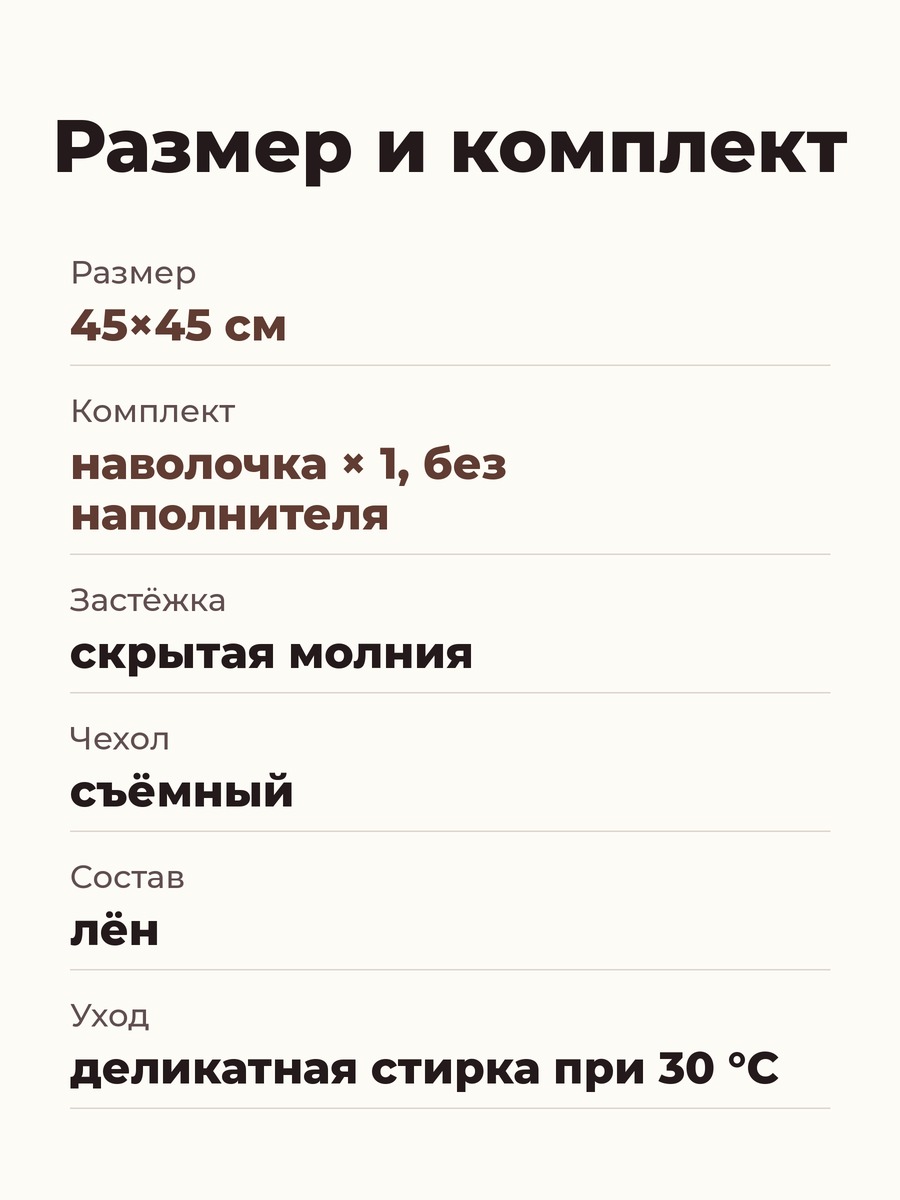 Размер и комплект
Размер
45×45 см
Комплект
наволочка × 1, без
наполнителя
Застёжка
скрытая молния
Чехол
съёмный
Состав
лён
Уход
деликатная стирка при 30 °C